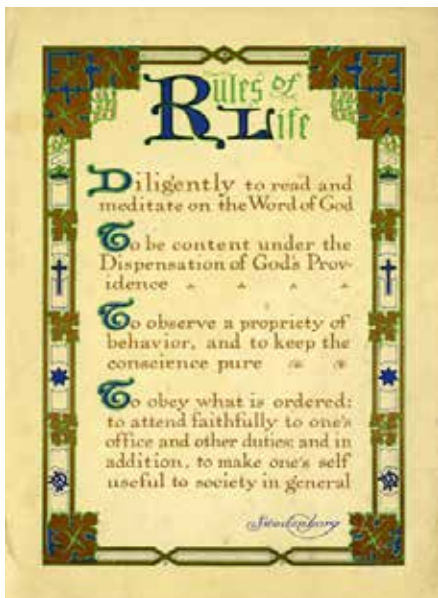 Rules of
Life
Diligently to read and
meditate on the Word of God
To be content under the
Dispensation of God's Prov-
idence
To observe a propriety of
behavior, and to keep the
conscience pure
To obey what is ordered;
to attend faithfully to one's
office and other duties; and in
addition, to make one's self
useful to society in general
Swedenborg